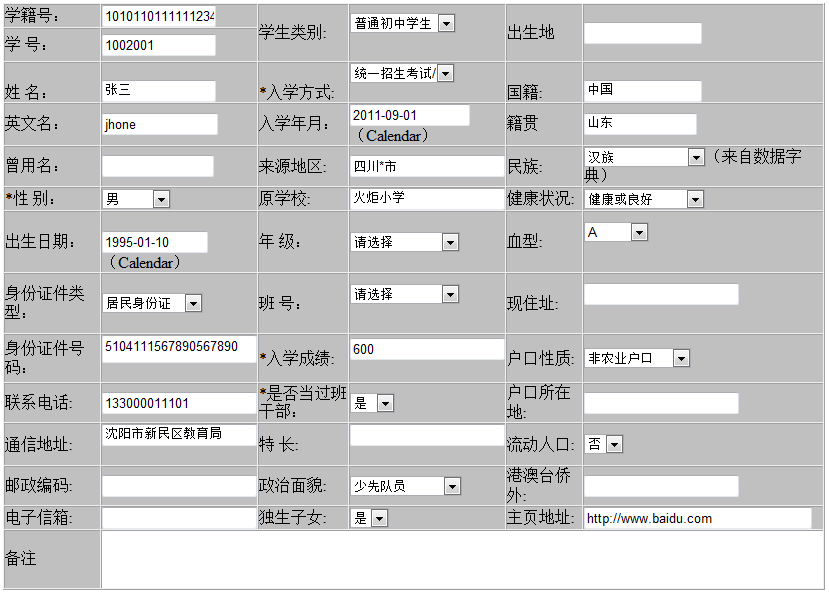 学籍号： 1010110111111234 学生类别: 普通初中学生 出生地
学 号： 1002001
姓 名： 张三 *入学方式: 统一招生考试/ 国籍: 中国
英文名： jhone 入学年月： 2011-09-01 籍贯 山东
（Calendar）
曾用名： 来源地区: 四川*市 民族: 汉族 （来自数据字
典）
*性 别： 男 原学校: 火炬小学 健康状况: 健康或良好
出生日期： 1995-01-10 年 级： 请选择 血型: A
（Calendar）
身份证件类
型： 居民身份证 班 号： 请选择 现住址:
身份证件号
码： 5104111567890567890 *入学成绩: 600 户口性质: 非农业户口
联系电话: 133000011101 *是否当过班
干部： 是 户口所在
地:
通信地址: 沈阳市新民区教育局 特 长: 流动人口: 否
邮政编码: 政治面貌: 少先队员 港澳台侨
外:
电子信箱: 独生子女: 是 主页地址: http://www.baidu.com
备注